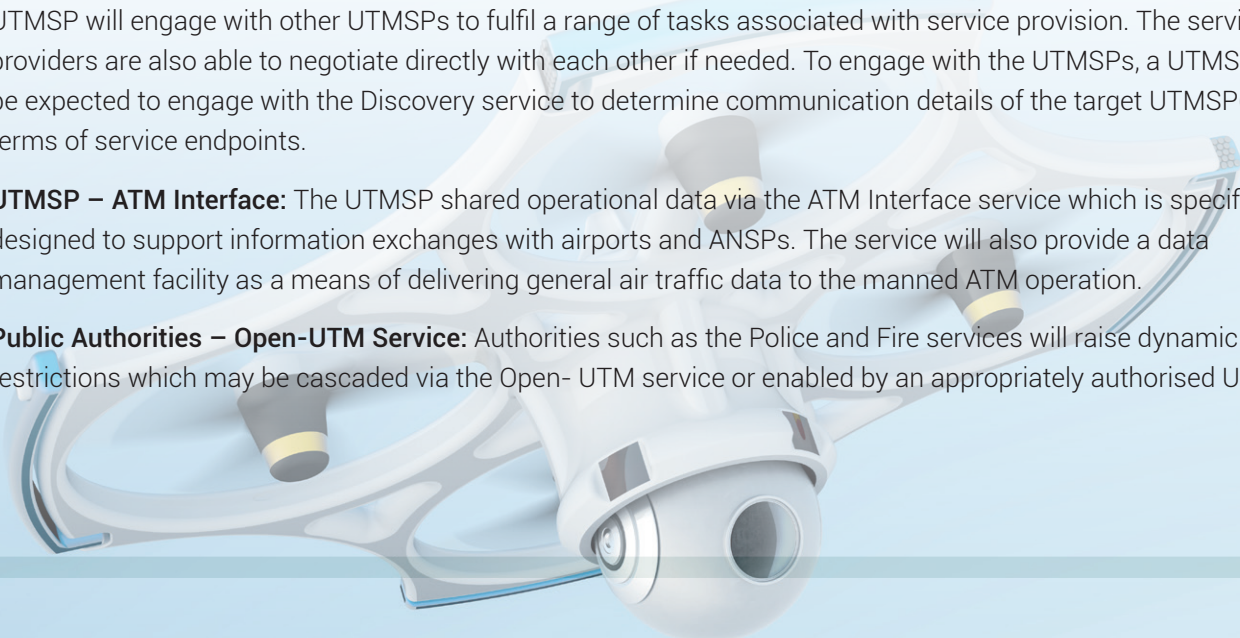 UTMSP will engage with other UTMSPs to fulfil a range of tasks associated with service provision. The servi
providers are also able to negotiate directly with each other if needed. To engage with the UTMSPs, a UTMS
be expected to engage with the Discovery service to determine communication details of the target UTMSP
terms of service endpoints.
UTMSP – ATM Interface: The UTMSP shared operational data via the ATM Interface service which is specif
designed to support information exchanges with airports and ANSPs. The service will also provide a data
management facility as a means of delivering general air traffic data to the manned ATM operation.
Public Authorities – Open-UTM Service: Authorities such as the Police and Fire services will raise dynamic
restrictions which may be cascaded via the Open- UTM service or enabled by an appropriately authorised U